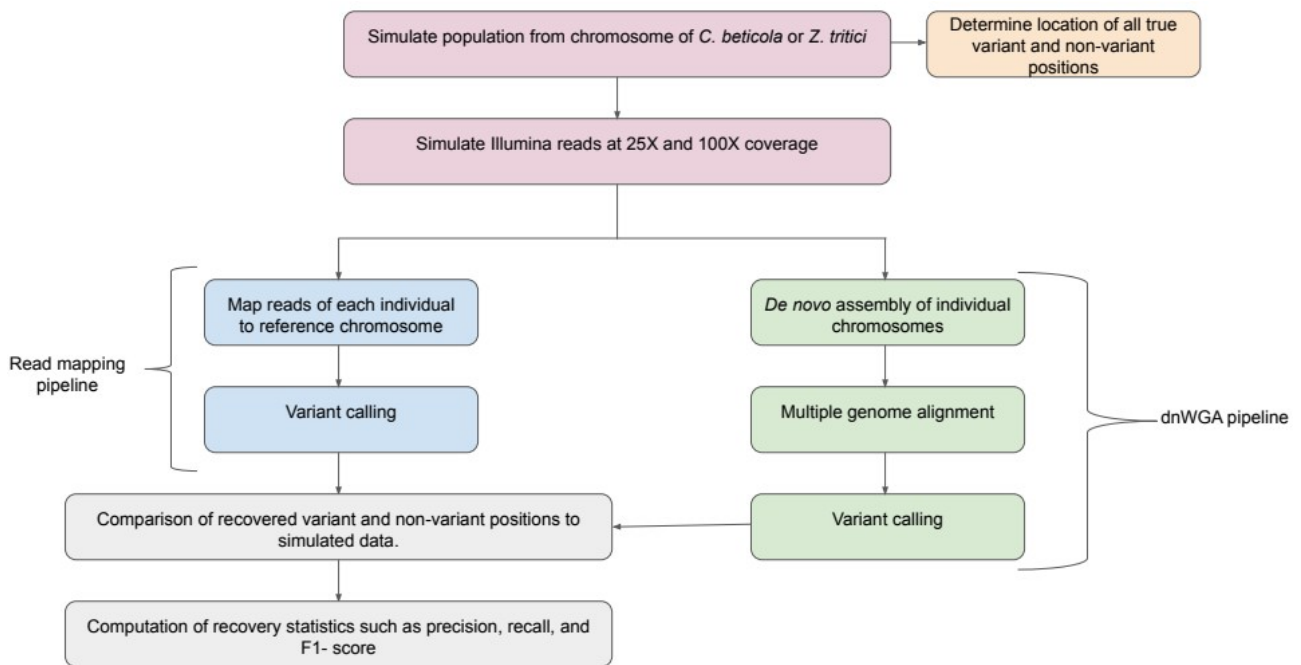 Simulate population from chromosome of C. beticola or Z. tritici
Determine location of all true
variant and non-variant
positions
Simulate Illumina reads at 25X and 100X coverage
Map reads of each individual
to reference chromosome
De novo assembly of individual
chromosomes
Read mapping
pipeline
Variant calling
Multiple genome alignment
dnWGA pipeline
Comparison of recovered variant and non-variant positions to
simulated data.
Variant calling
Computation of recovery statistics such as precision, recall, and
F1- score